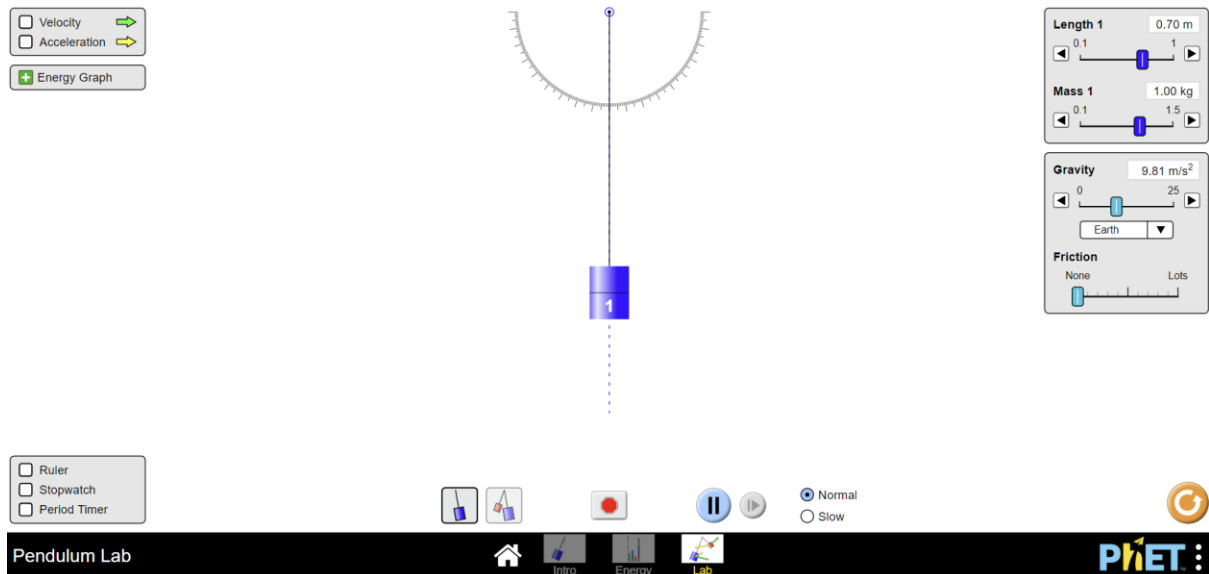 Velocity
Acceleration
Energy Graph
Length 1 0.70 m
0.1 1
Mass 1 1.00 kg
0.1 1.5
Gravity 9.81 m/s²
0 25
Earth
Friction
None Lots
1
Ruler
Stopwatch
Period Timer
Normal
Slow
Pendulum Lab
Intro Energy Lab
PhET